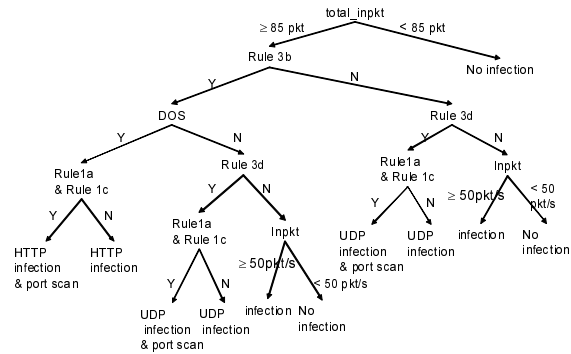 total_inpkt
≥ 85 pkt
< 85 pkt
Rule 3b
No infection
Y
N
DOS
Rule 3d
Y
N
Y
N
Rule1a
& Rule 1c
Rule 3d
Rule1a
& Rule 1c
Inpkt
Y
N
Y
N
Y
N
≥ 50pkt/s
< 50
pkt/s
HTTP
infection
& port scan
HTTP
infection
Rule1a
& Rule 1c
Inpkt
UDP
infection
& port scan
UDP
infection
infection
No
infection
Y
N
≥ 50pkt/s
< 50 pkt/s
UDP
infection
& port scan
UDP
infection
infection
No
infection